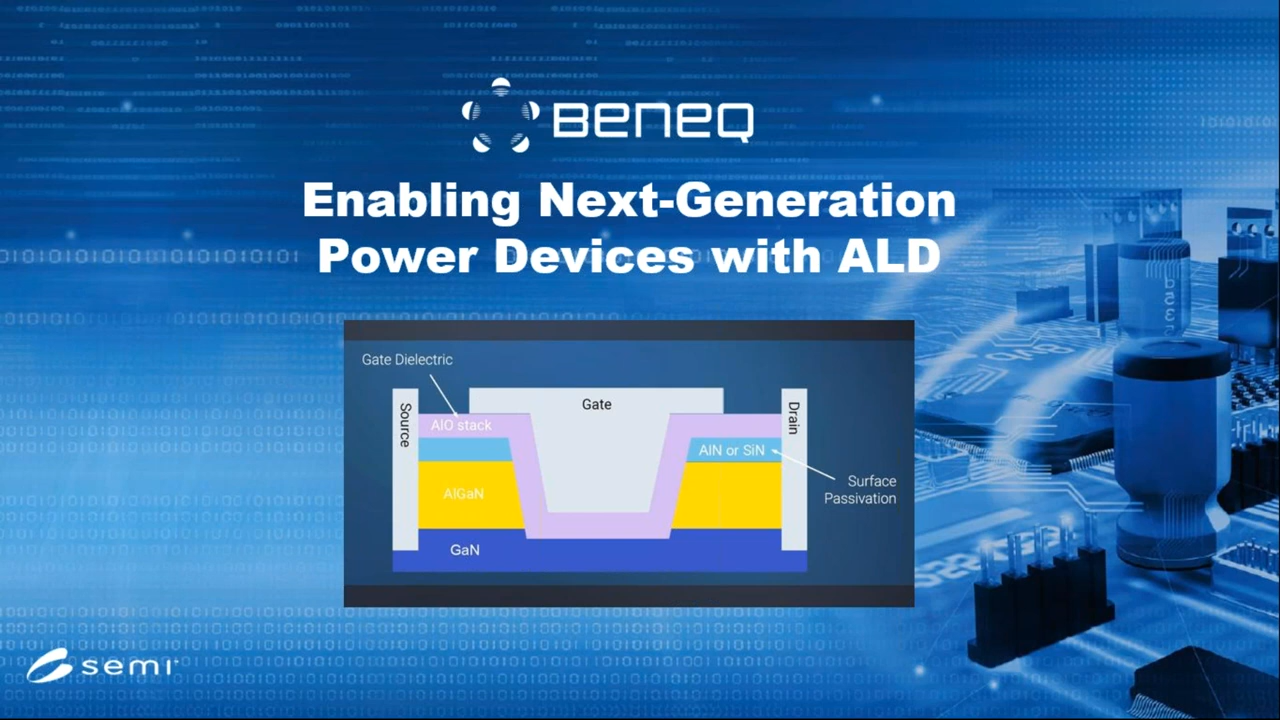 BENEQ
Enabling Next-Generation
Power Devices with ALD
Gate Dielectric
Source
Gate
Drain
AlO stack
AlN or SiN
AlGaN
Surface
Passivation
GaN
semi